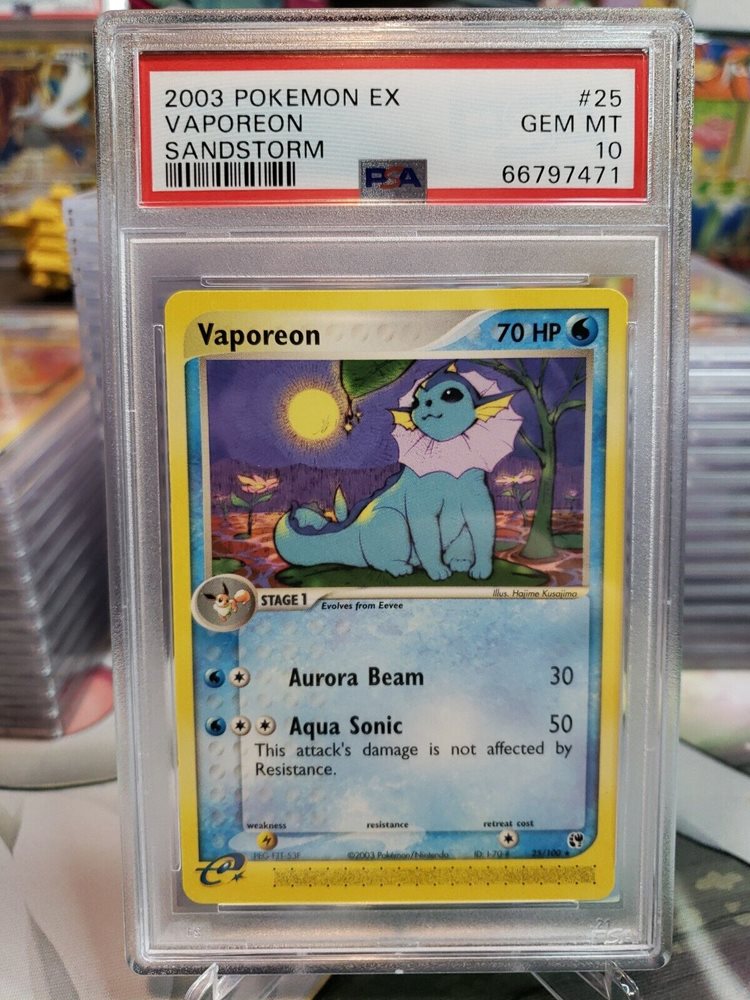 2003 POKEMON EX #25
VAPOREON GEM MT
SANDSTORM 10
PSA 66797471
Vaporeon 70 HP
Illus. Hajime Kusajima
STAGE 1 Evolves from Eevee
Aurora Beam 30
Aqua Sonic 50
This attack's damage is not affected by
Resistance.
weakness resistance retreat cost
©2003 Pokémon/Nintendo 25/100
e